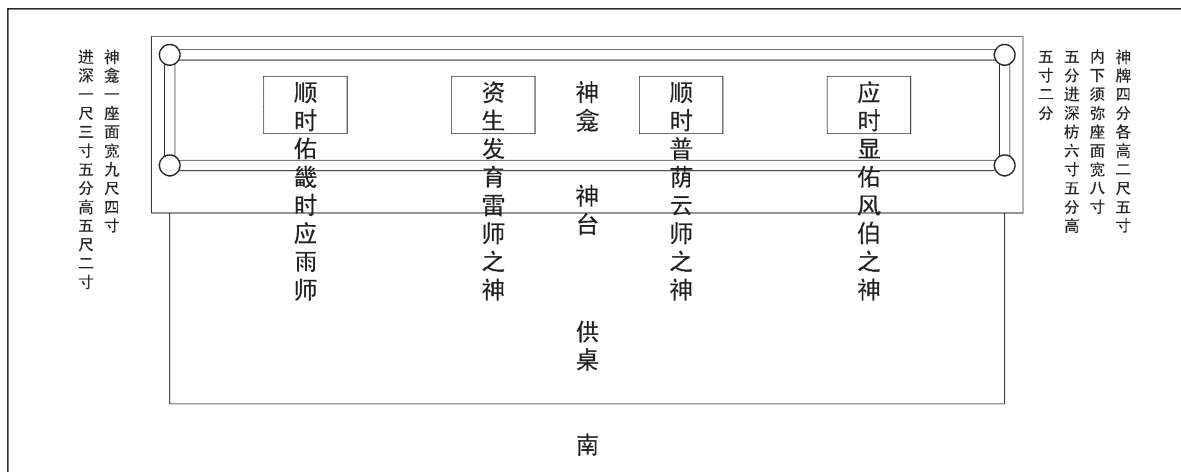 神牌四分各高二尺五寸
内下须弥座面宽八寸
五分进深枋六寸五分高
五寸二分
应时显佑风伯之神
顺时普荫云师之神
神龛
神台
供桌
南
资生发育雷师之神
顺时佑畿时应雨师
神龛一座面宽九尺四寸
进深一尺三寸五分高五尺二寸